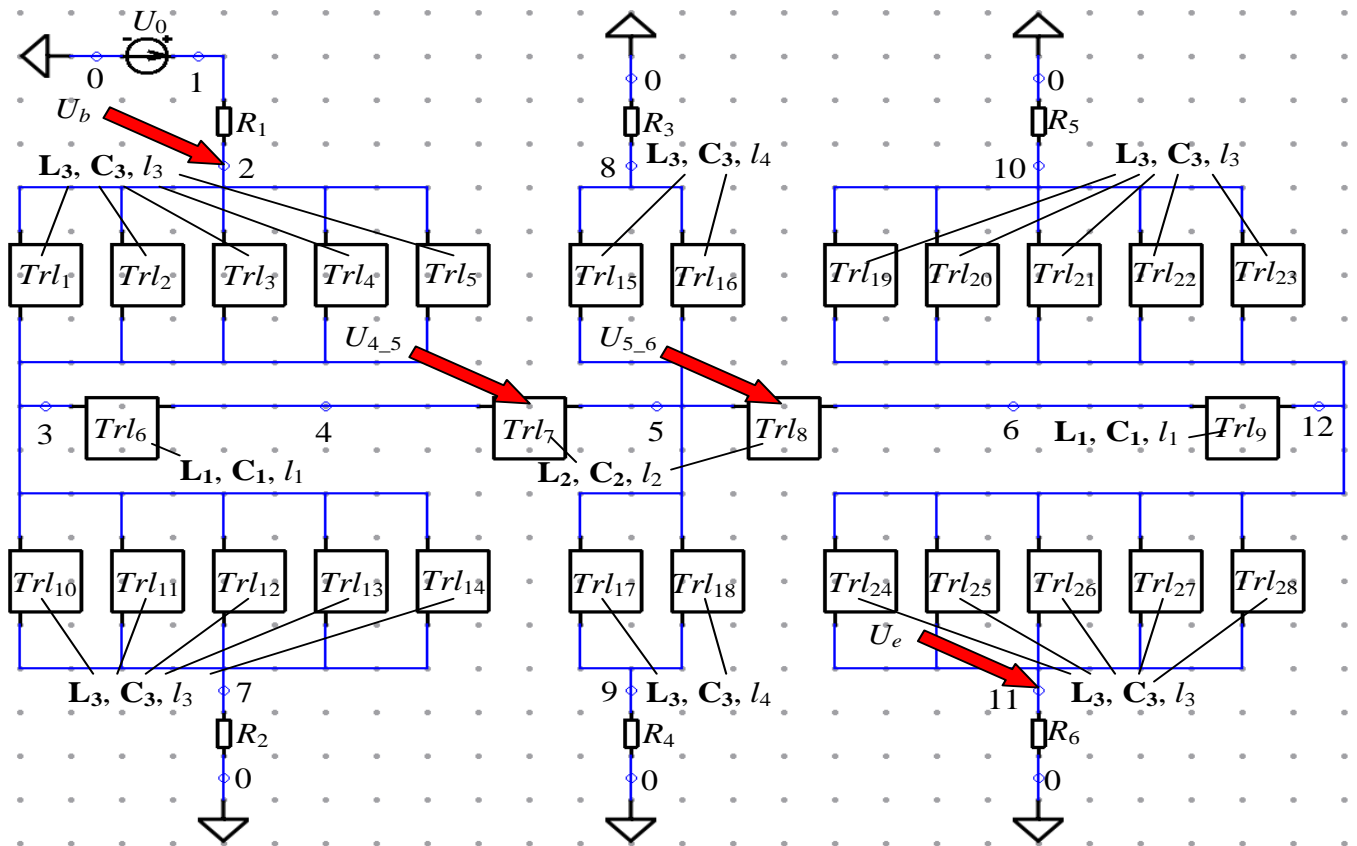 U0
- +
0 1 0 0
Ub R1 R3 R5
L3, C3, l3 2 8 L3, C3, l4 10 L3, C3, l3
Trl1 Trl2 Trl3 Trl4 Trl5 Trl15 Trl16 Trl19 Trl20 Trl21 Trl22 Trl23
U4_5 U5_6
3 Trl6 4 Trl7 5 Trl8 6 L1, C1, l1 Trl9 12
L1, C1, l1 L2, C2, l2
Trl10 Trl11 Trl12 Trl13 Trl14 Trl17 Trl18 Trl24 Trl25 Trl26 Trl27 Trl28
Ue
L3, C3, l3 7 9 L3, C3, l4 11 L3, C3, l3
R2 R4 R6
0 0 0